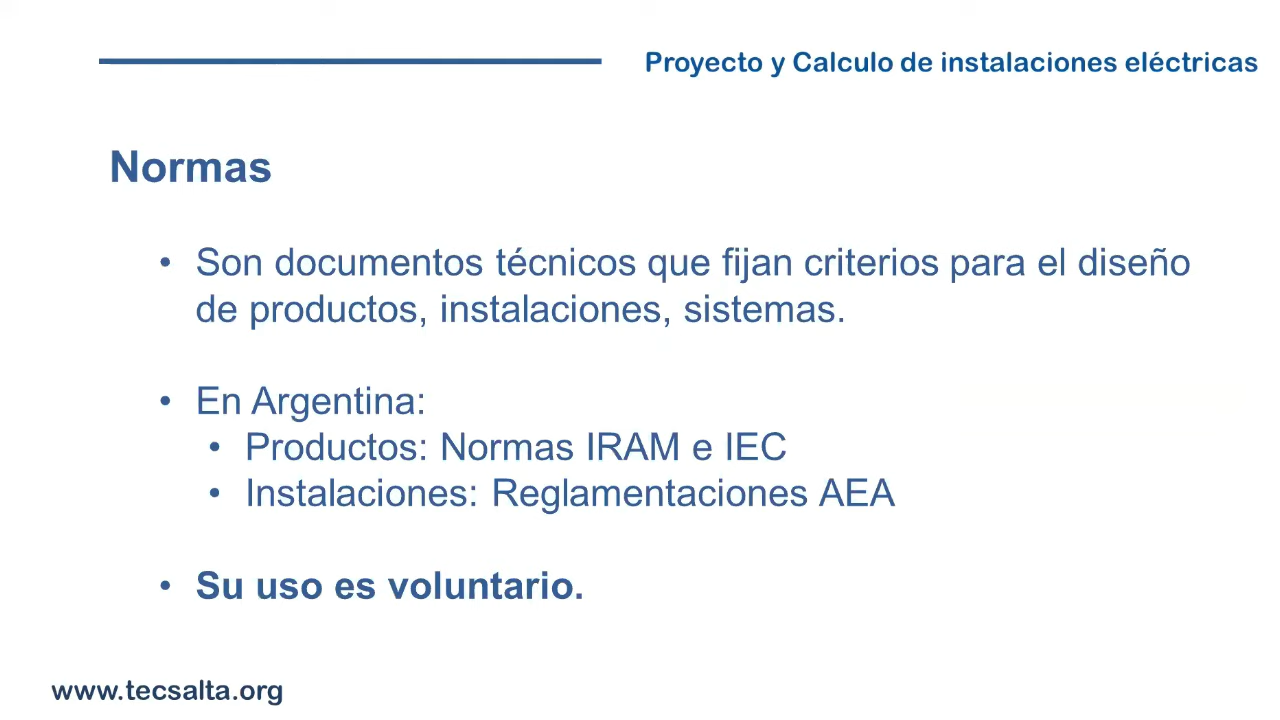 Proyecto y Calculo de instalaciones eléctricas
Normas
• Son documentos técnicos que fijan criterios para el diseño
de productos, instalaciones, sistemas.
• En Argentina:
• Productos: Normas IRAM e IEC
• Instalaciones: Reglamentaciones AEA
• Su uso es voluntario.
www.tecsalta.org